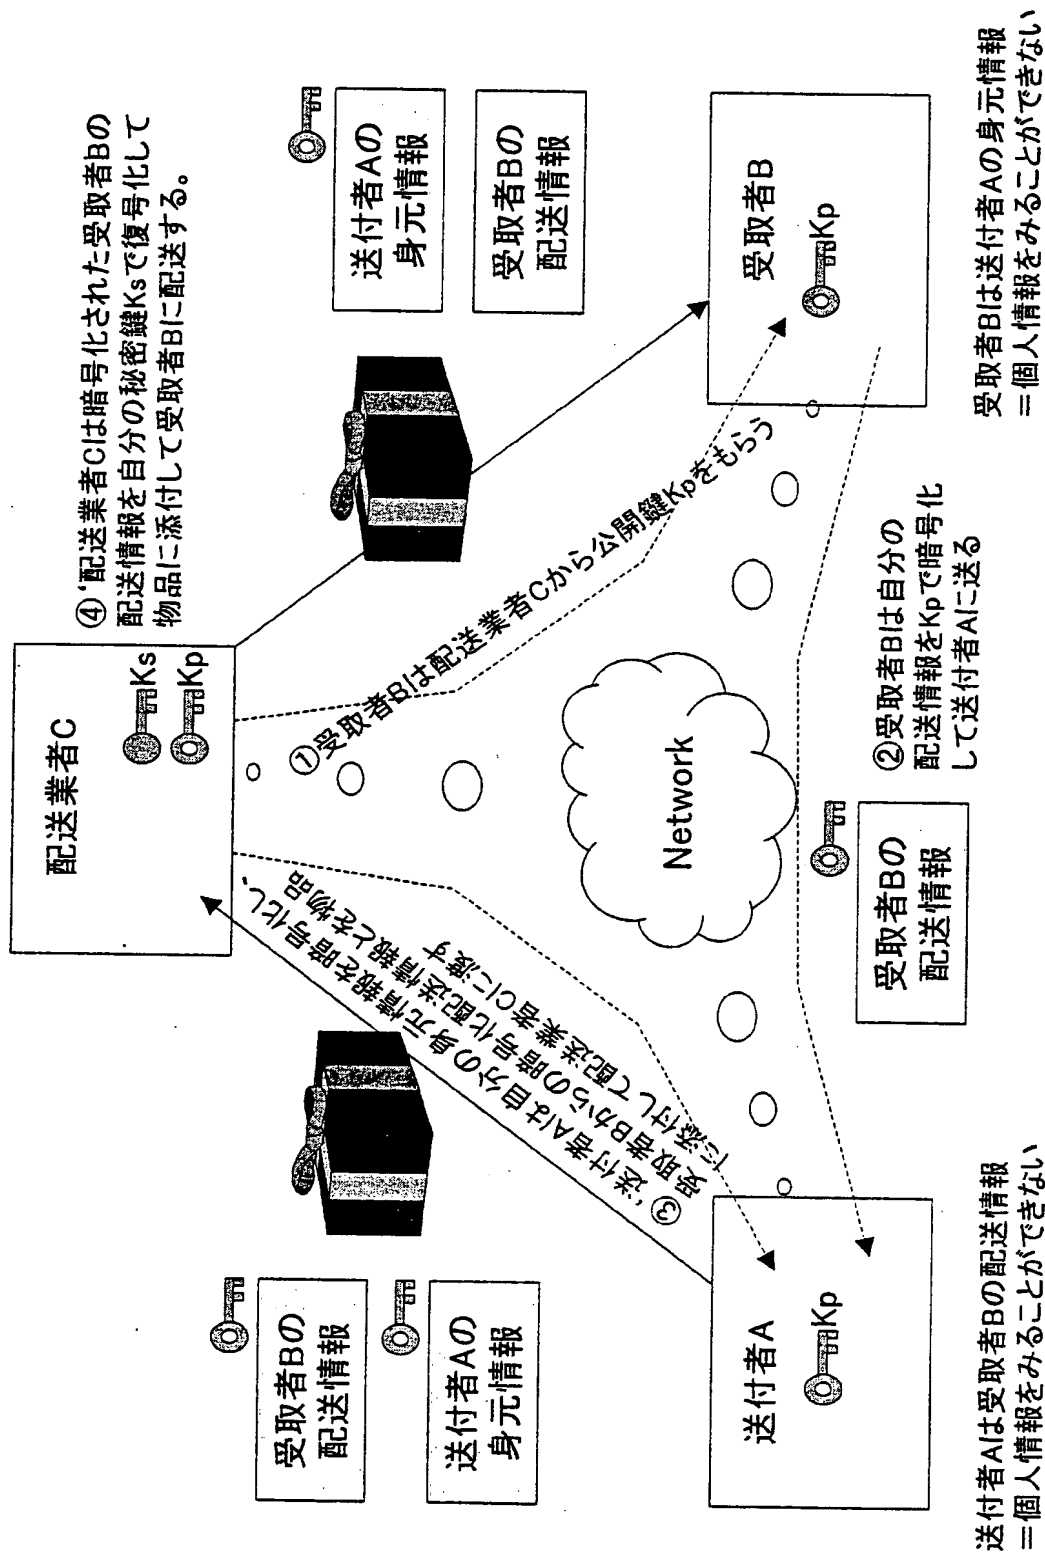 配送業者C
Ks
Kp
④'配送業者Cは暗号化された受取者Bの
配送情報を自分の秘密鍵Ksで復号化して
物品に添付して受取者Bに配送する。
受取者Bの
配送情報
送付者Aの
身元情報
③'送付者Aは自分の身元情報を暗号化し、
受取者Bからの暗号化配送情報とを物品
に添付して配送業者Cに渡す
①受取者Bは配送業者Cから公開鍵Kpをもらう
送付者Aの
身元情報
受取者Bの
配送情報
Network
送付者A
Kp
受取者B
Kp
受取者Bの
配送情報
②受取者Bは自分の
配送情報をKpで暗号化
して送付者Aに送る
送付者Aは受取者Bの配送情報
＝個人情報をみることができない
受取者Bは送付者Aの身元情報
＝個人情報をみることができない